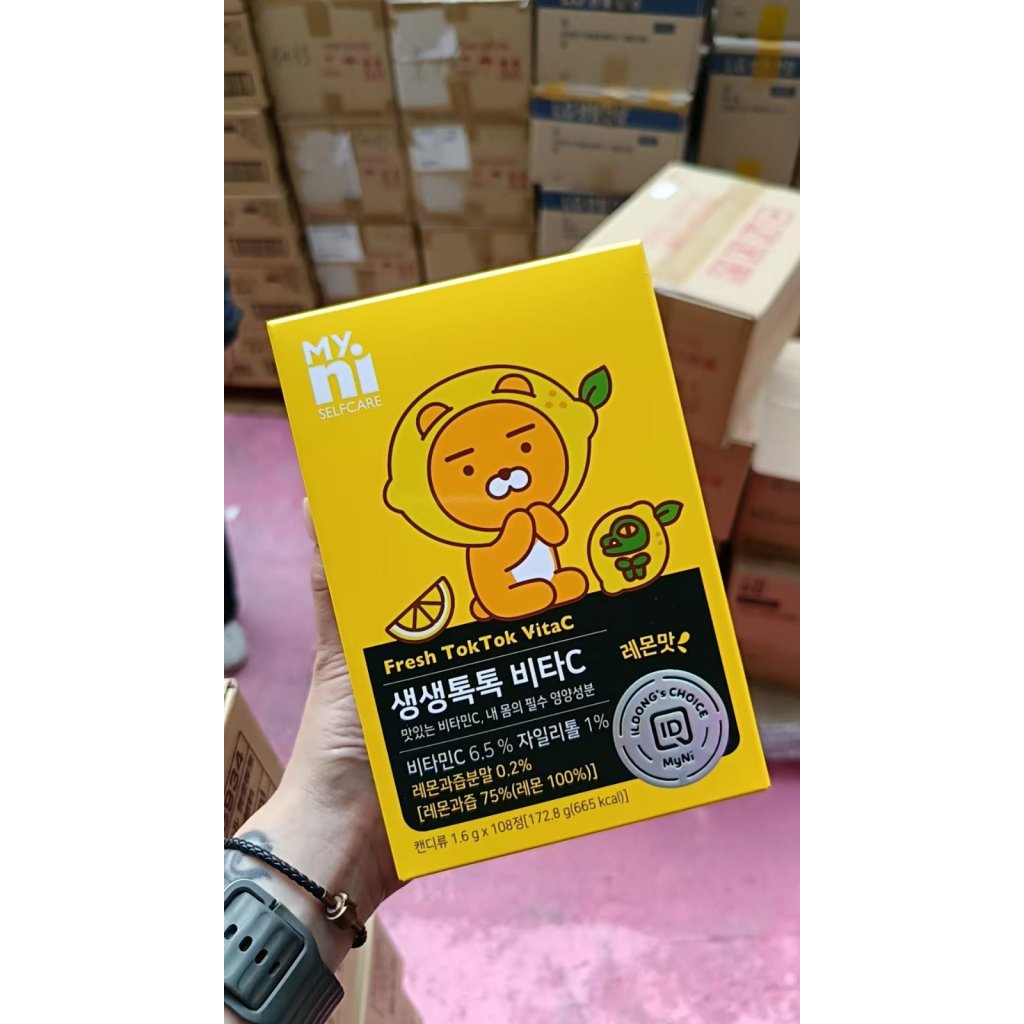 MY
ni
SELFCARE
Fresh TokTok VitaC
생생톡톡 비타C
레몬맛
맛있는 비타민C, 내 몸의 필수 영양성분
비타민C 6.5 % 자일리톨 1%
레몬과즙분말 0.2%
[레몬과즙 75%(레몬 100%)]
ILDONG's CHOICE
ID
MyNi
캔디류 1.6 g x 108정[172.8 g(665 kcal)]